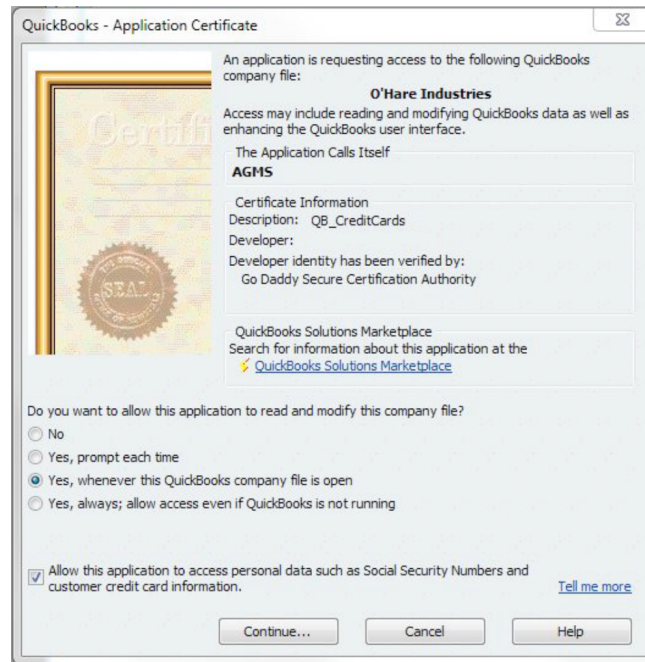 QuickBooks - Application Certificate
An application is requesting access to the following QuickBooks
company file:
O'Hare Industries
Access may include reading and modifying QuickBooks data as well as
enhancing the QuickBooks user interface.
The Application Calls Itself
AGMS
Certificate Information
Description: QB_CreditCards
Developer:
Developer identity has been verified by:
Go Daddy Secure Certification Authority
QuickBooks Solutions Marketplace
Search for information about this application at the
QuickBooks Solutions Marketplace
Certifi
SEAL
Do you want to allow this application to read and modify this company file?
No
Yes, prompt each time
Yes, whenever this QuickBooks company file is open
Yes, always; allow access even if QuickBooks is not running
Allow this application to access personal data such as Social Security Numbers and
customer credit card information.
Tell me more
Continue...
Cancel
Help